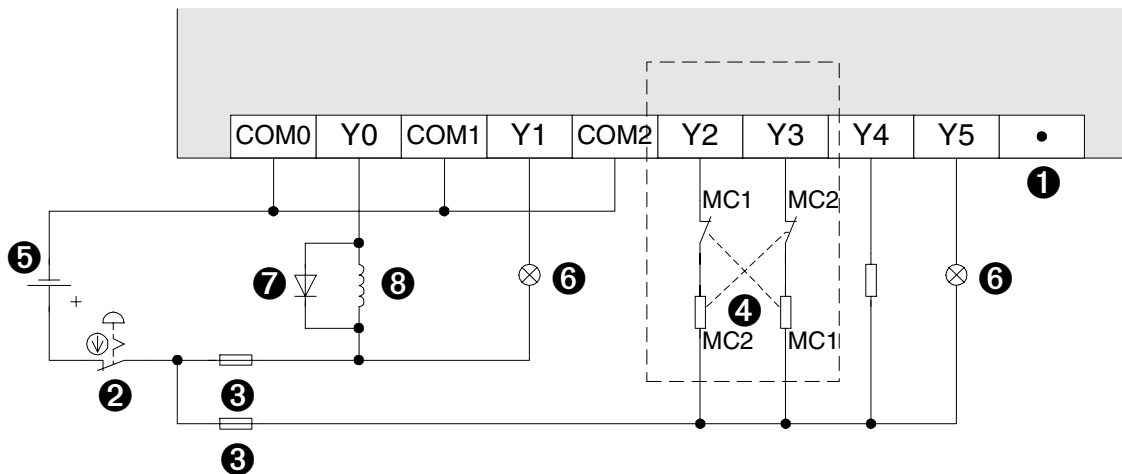 COM0 Y0 COM1 Y1 COM2 Y2 Y3 Y4 Y5 •
❶
MC1 MC2
❺ ❼ ❽ ❻ ❻
+
❹
MC2 MC1
❷ ❸
❸